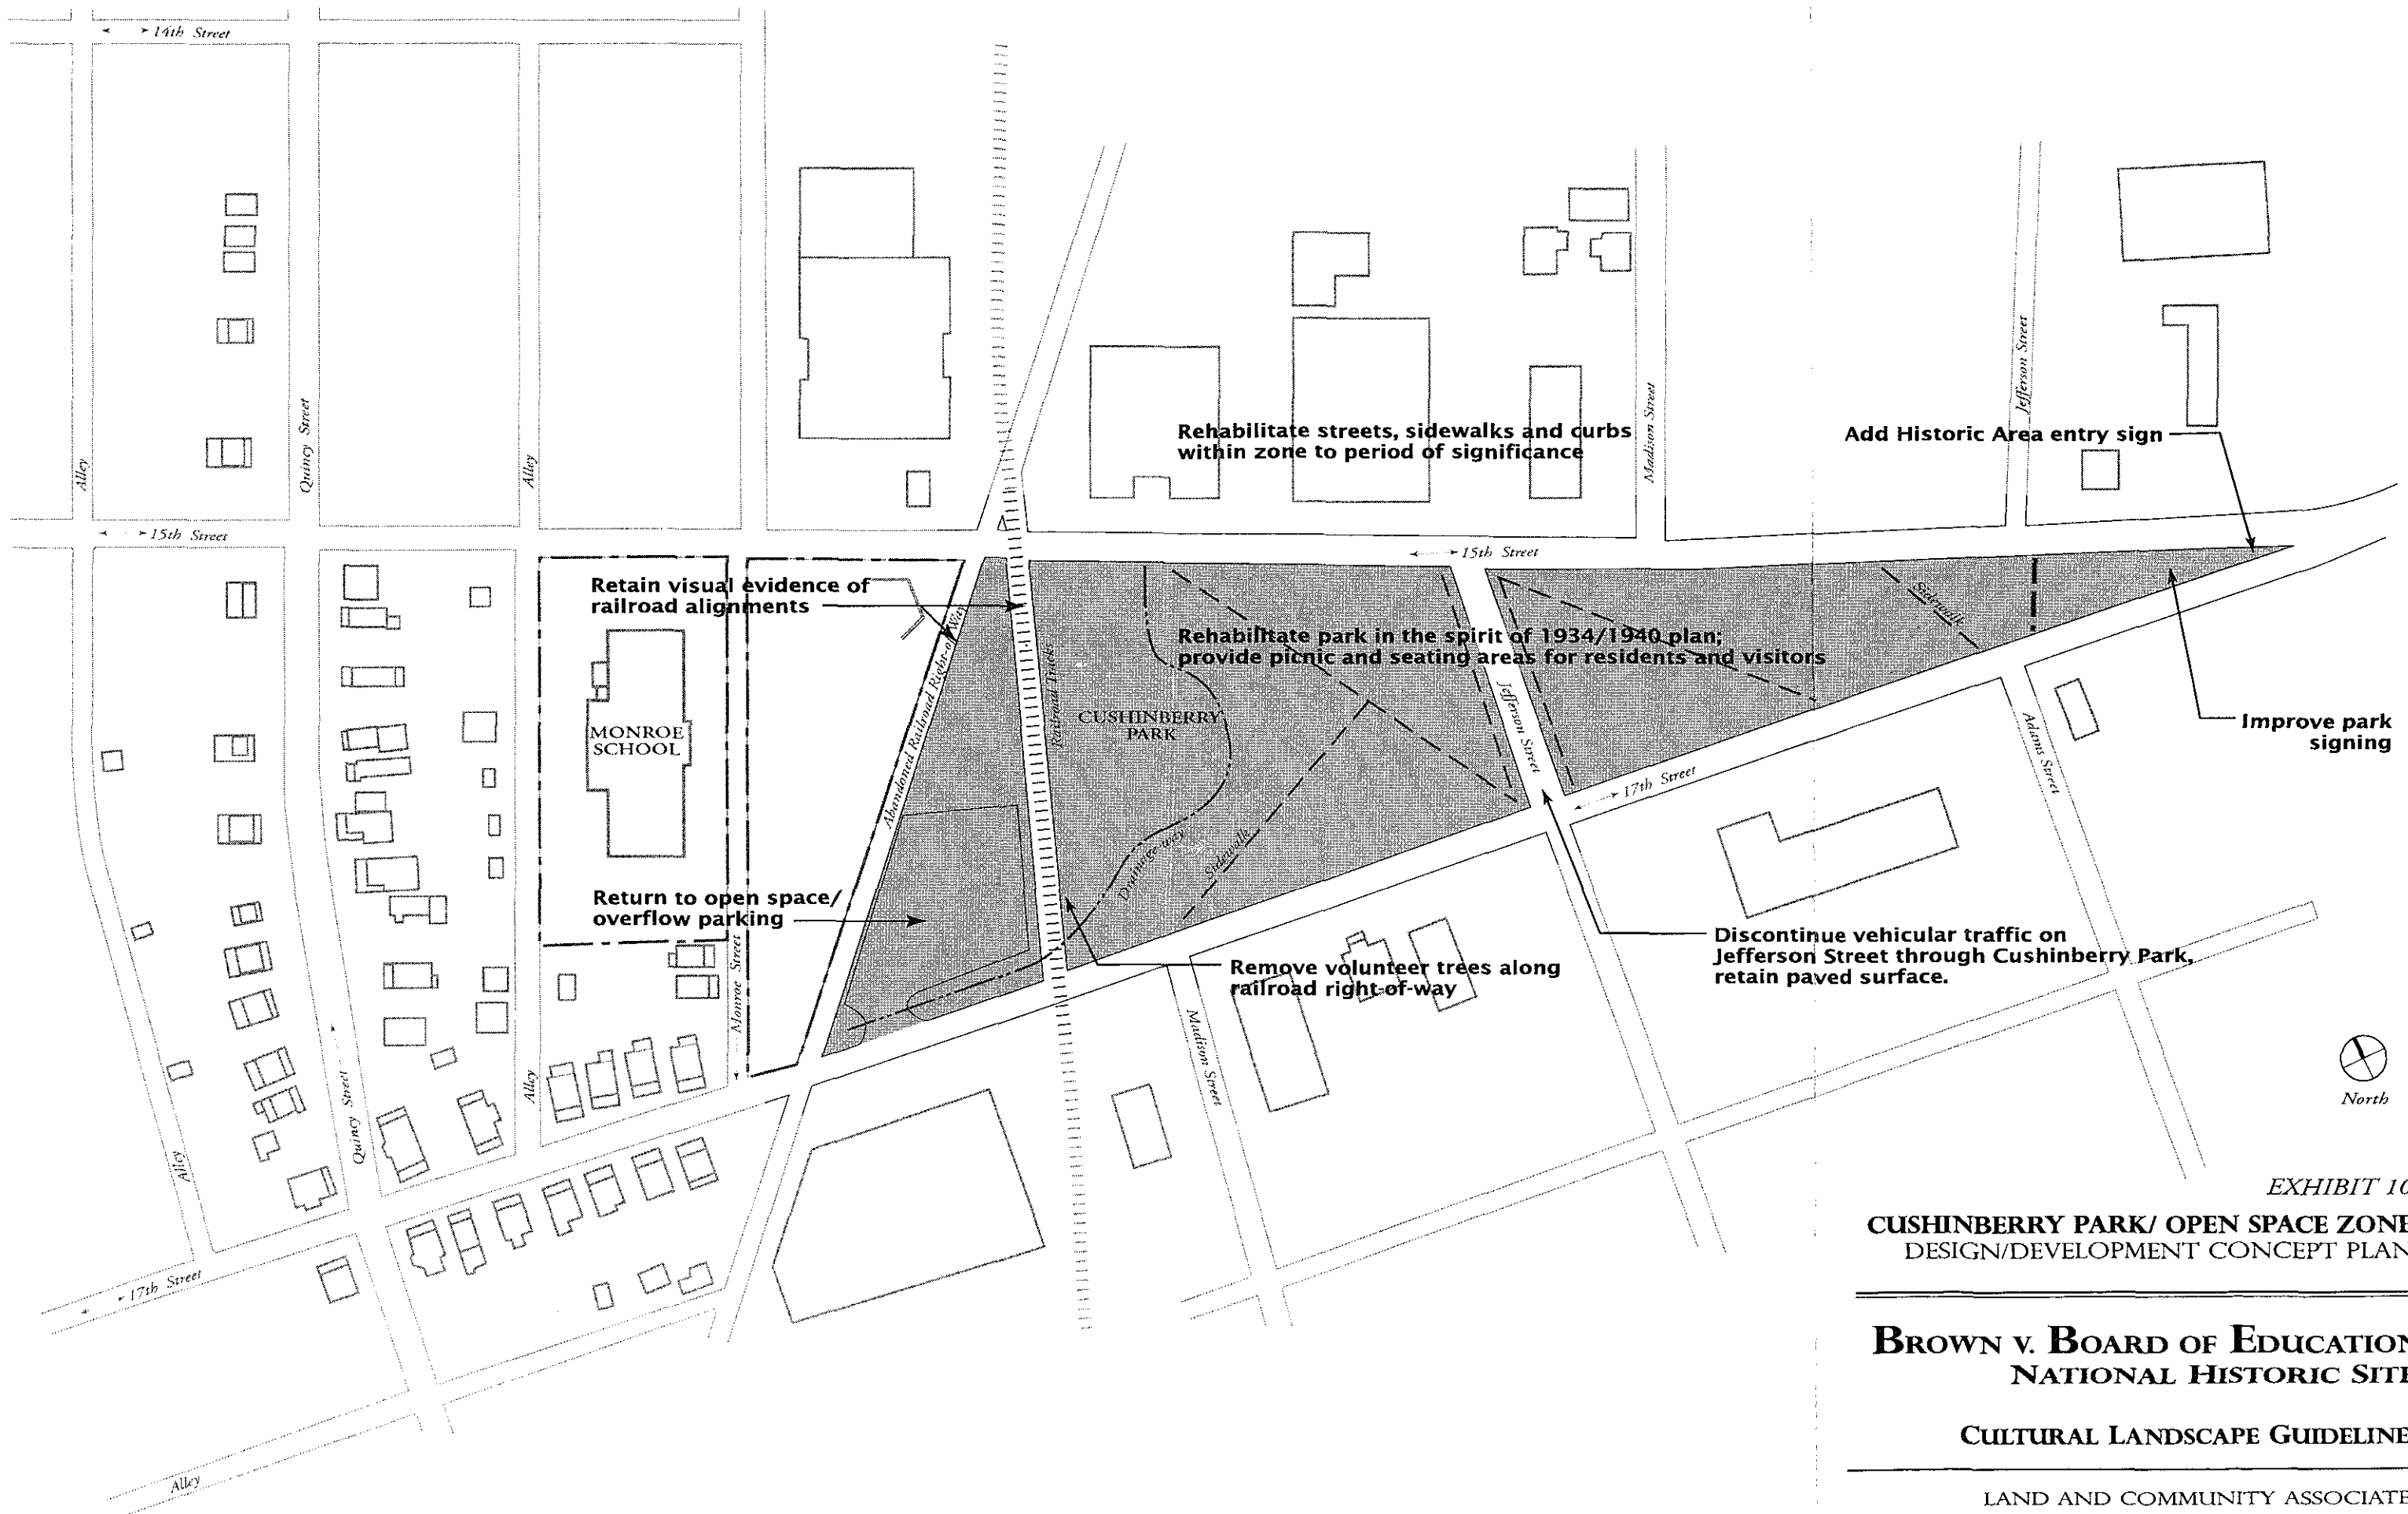 14th Street
Alley
Quincy Street
Alley
Madison Street
Jefferson Street
Rehabilitate streets, sidewalks and curbs
within zone to period of significance
Add Historic Area entry sign
15th Street
15th Street
Retain visual evidence of
railroad alignments
Abandoned Railroad Right-of-Way
Railroad Tracks
Rehabilitate park in the spirit of 1934/1940 plan;
provide picnic and seating areas for residents and visitors
Sidewalk
MONROE
SCHOOL
CUSHINBERRY
PARK
Jefferson Street
Improve park
signing
Adams Street
17th Street
Drainage way
Sidewalk
Return to open space/
overflow parking
Monroe Street
Remove volunteer trees along
railroad right-of-way
Discontinue vehicular traffic on
Jefferson Street through Cushinberry Park,
retain paved surface.
Madison Street
Quincy Street
Alley
Alley
North
17th Street
Alley
EXHIBIT 10
CUSHINBERRY PARK/ OPEN SPACE ZONE
DESIGN/DEVELOPMENT CONCEPT PLAN
BROWN V. BOARD OF EDUCATION
NATIONAL HISTORIC SITE
CULTURAL LANDSCAPE GUIDELINE
LAND AND COMMUNITY ASSOCIATE